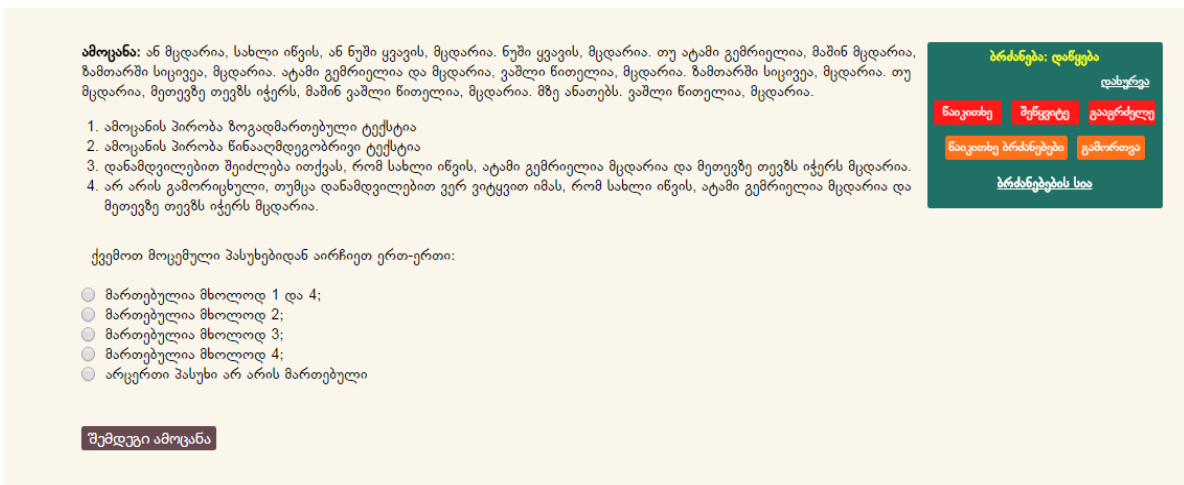 ამოცანა: ან მცდარია, სახლი იწვის, ან ნუში ყვავის, მცდარია. ნუში ყვავის, მცდარია. თუ ატამი გემრიელია, მაშინ მცდარია,
ზამთარში სიცივეა, მცდარია. ატამი გემრიელია და მცდარია, ვაშლი წითელია, მცდარია. ზამთარში სიცივეა, მცდარია. თუ
მცდარია, მეთევზე თევზს იჭერს, მაშინ ვაშლი წითელია, მცდარია. მზე ანათებს. ვაშლი წითელია, მცდარია.
1. ამოცანის პირობა ზოგადმართებული ტექსტია
2. ამოცანის პირობა წინააღმდეგობრივი ტექსტია
3. დანამდვილებით შეიძლება ითქვას, რომ სახლი იწვის, ატამი გემრიელია მცდარია და მეთევზე თევზს იჭერს მცდარია.
4. არ არის გამორიცხული, თუმცა დანამდვილებით ვერ ვიტყვით იმას, რომ სახლი იწვის, ატამი გემრიელია მცდარია და
მეთევზე თევზს იჭერს მცდარია.
ქვემოთ მოცემული პასუხებიდან აირჩიეთ ერთ-ერთი:
მართებულია მხოლოდ 1 და 4;
მართებულია მხოლოდ 2;
მართებულია მხოლოდ 3;
მართებულია მხოლოდ 4;
არცერთი პასუხი არ არის მართებული
შემდეგი ამოცანა
ბრძანება: დაწყება
დახურვა
წაიკითხე შეწყვიტე გააგრძელე
წაიკითხე ბრძანებები გამორთვა
ბრძანებების სია